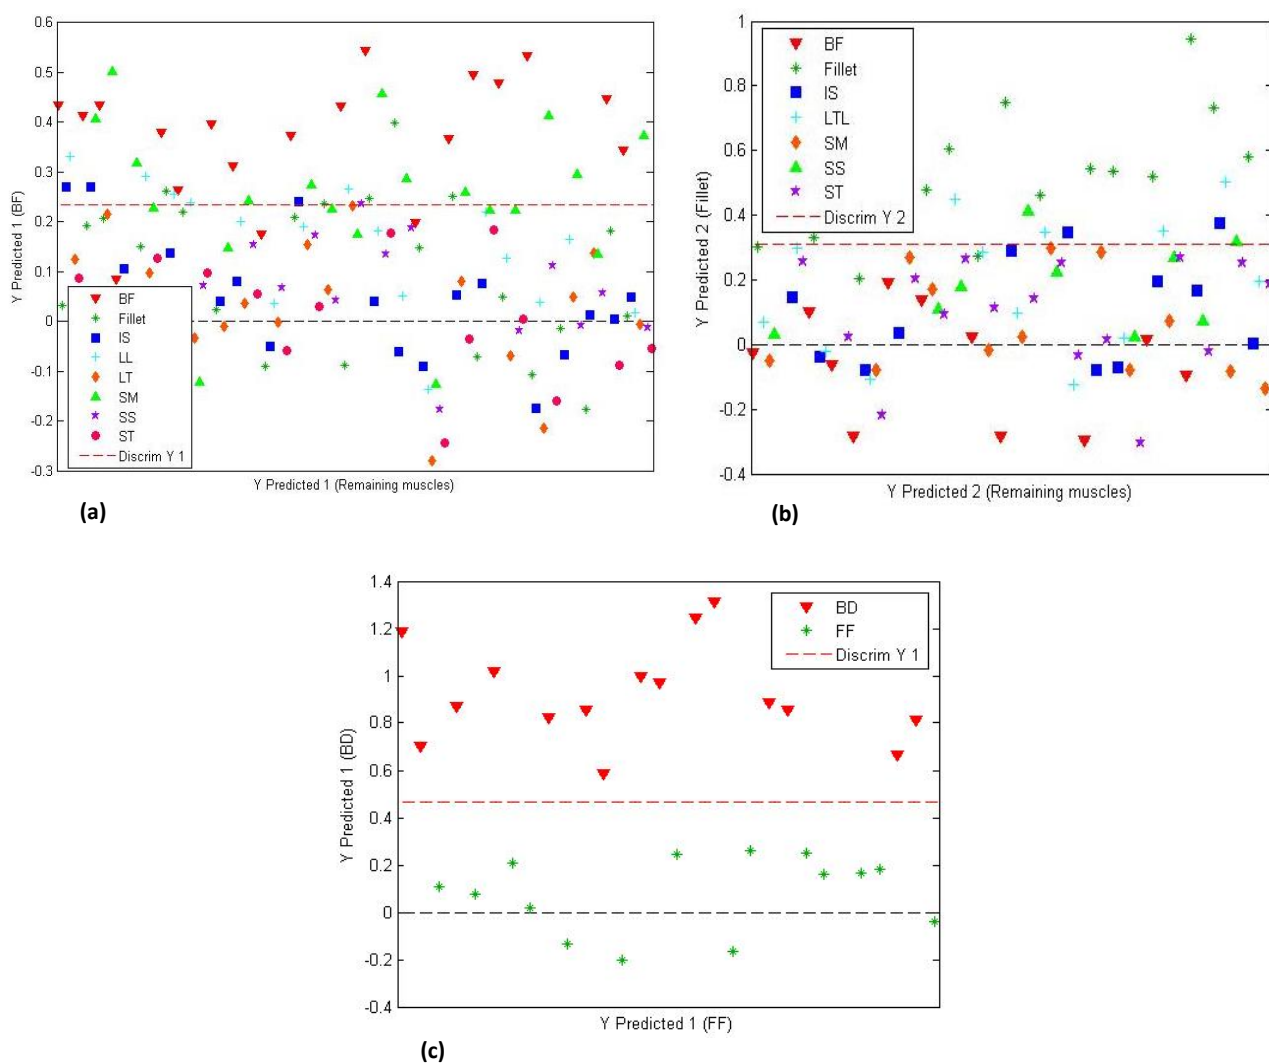 0.6
0.5
0.4
0.3
0.2
0.1
0
-0.1
-0.2
-0.3
Y Predicted 1 (BF)
BF
Fillet
IS
LL
LT
SM
SS
ST
Discrim Y 1
Y Predicted 1 (Remaining muscles)
(a)
1
0.8
0.6
0.4
0.2
0
-0.2
-0.4
Y Predicted 2 (Fillet)
BF
Fillet
IS
LTL
SM
SS
ST
Discrim Y 2
Y Predicted 2 (Remaining muscles)
(b)
1.4
1.2
1
0.8
0.6
0.4
0.2
0
-0.2
-0.4
Y Predicted 1 (BD)
BD
FF
Discrim Y 1
Y Predicted 1 (FF)
(c)